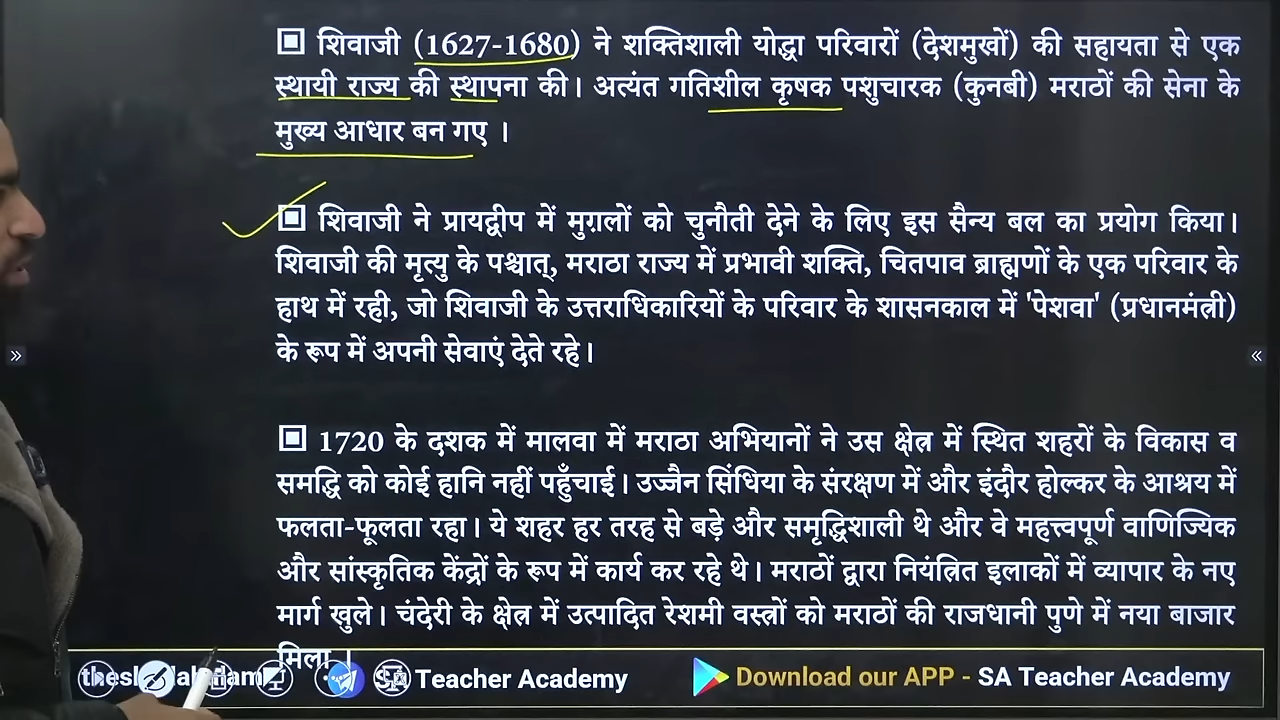 शिवाजी (1627-1680) ने शक्तिशाली योद्धा परिवारों (देशमुखों) की सहायता से एक
स्थायी राज्य की स्थापना की। अत्यंत गतिशील कृषक पशुचारक (कुनबी) मराठों की सेना के
मुख्य आधार बन गए ।
शिवाजी ने प्रायद्वीप में मुग़लों को चुनौती देने के लिए इस सैन्य बल का प्रयोग किया।
शिवाजी की मृत्यु के पश्चात्, मराठा राज्य में प्रभावी शक्ति, चितपाव ब्राह्मणों के एक परिवार के
हाथ में रही, जो शिवाजी के उत्तराधिकारियों के परिवार के शासनकाल में 'पेशवा' (प्रधानमंत्री)
के रूप में अपनी सेवाएं देते रहे।
1720 के दशक में मालवा में मराठा अभियानों ने उस क्षेत्र में स्थित शहरों के विकास व
समद्धि को कोई हानि नहीं पहुँचाई। उज्जैन सिंधिया के संरक्षण में और इंदौर होल्कर के आश्रय में
फलता-फूलता रहा। ये शहर हर तरह से बड़े और समृद्धिशाली थे और वे महत्त्वपूर्ण वाणिज्यिक
और सांस्कृतिक केंद्रों के रूप में कार्य कर रहे थे। मराठों द्वारा नियंत्रित इलाकों में व्यापार के नए
मार्ग खुले। चंदेरी के क्षेत्र में उत्पादित रेशमी वस्त्रों को मराठों की राजधानी पुणे में नया बाजार
मिला ।
Teacher Academy
Download our APP - SA Teacher Academy